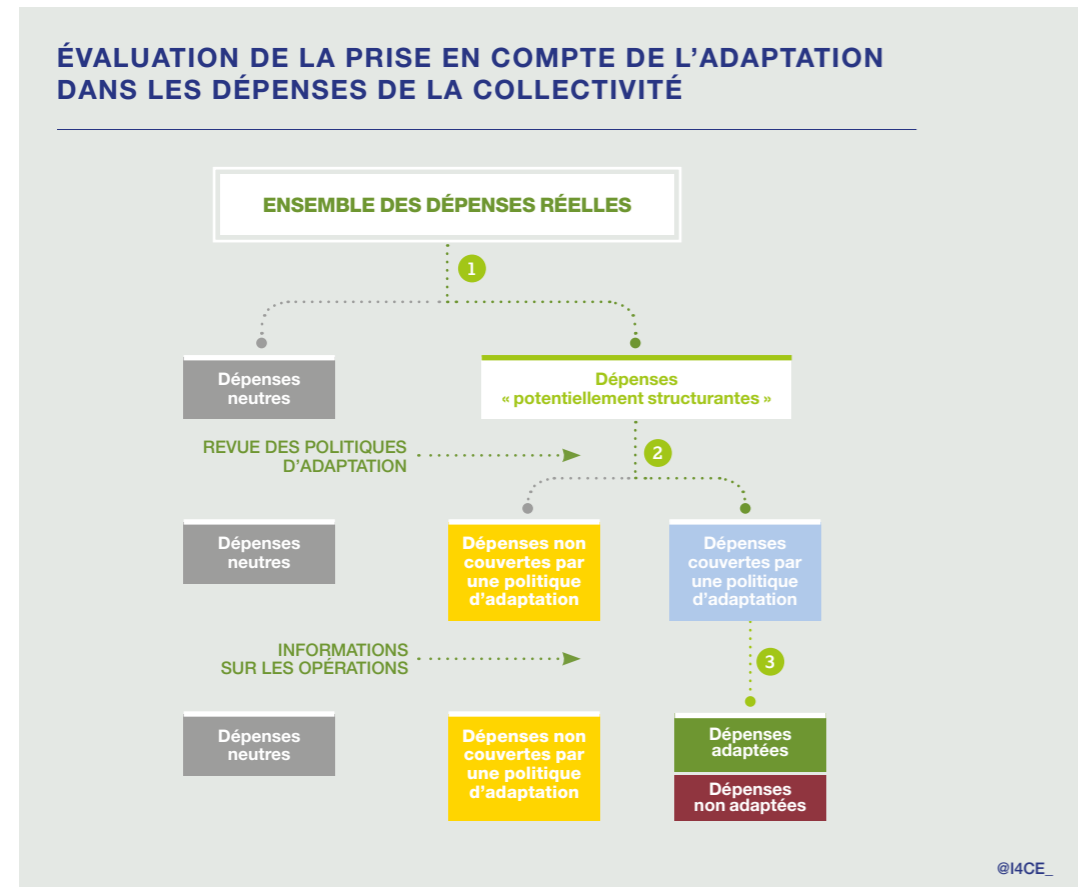 ÉVALUATION DE LA PRISE EN COMPTE DE L'ADAPTATION
DANS LES DÉPENSES DE LA COLLECTIVITÉ
ENSEMBLE DES DÉPENSES RÉELLES
1
Dépenses
neutres
Dépenses
« potentiellement structurantes »
REVUE DES POLITIQUES
D'ADAPTATION
2
Dépenses
neutres
Dépenses non
couvertes par
une politique
d'adaptation
Dépenses
couvertes par
une politique
d'adaptation
INFORMATIONS
SUR LES OPÉRATIONS
3
Dépenses
neutres
Dépenses non
couvertes par
une politique
d'adaptation
Dépenses
adaptées
Dépenses
non adaptées
@I4CE_